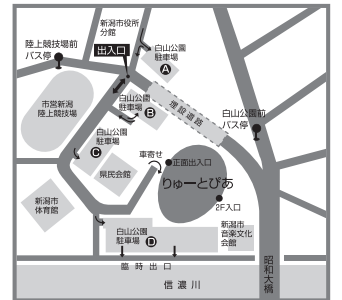 新潟市役所
分館
陸上競技場前
バス停
出入口
白山公園
駐車場
A
市営新潟
陸上競技場
白山公園
駐車場
B
埋設道路
白山公園前
バス停
白山公園
駐車場
C
車寄せ
正面出入口
県民会館
りゅーとぴあ
新潟市
体育館
2F入口
白山公園
駐車場
D
新潟市
音楽文化
会館
臨時出口
昭和大橋
信濃川